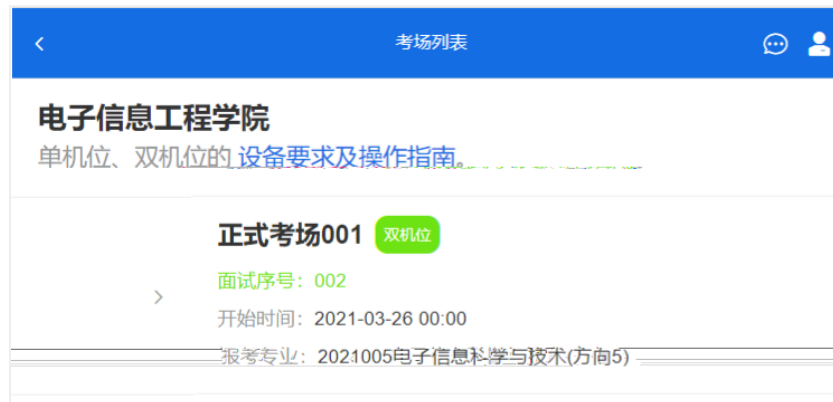 考场列表
电子信息工程学院
单机位、双机位的 设备要求及操作指南。
正式考场001 双机位
面试序号：002
开始时间：2021-03-26 00:00
报考专业：2021005电子信息科学与技术(方向5)